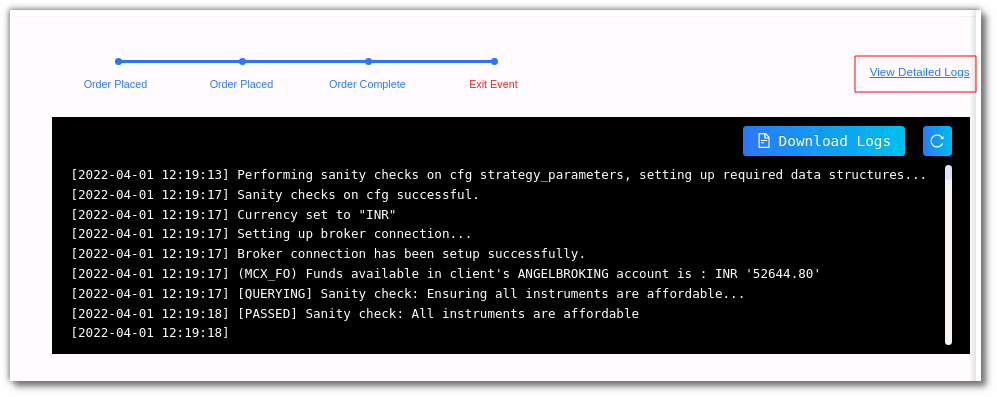 Order Placed Order Placed Order Complete Exit Event
View Detailed Logs
Download Logs
[2022-04-01 12:19:13] Performing sanity checks on cfg strategy_parameters, setting up required data structures...
[2022-04-01 12:19:17] Sanity checks on cfg successful.
[2022-04-01 12:19:17] Currency set to "INR"
[2022-04-01 12:19:17] Setting up broker connection...
[2022-04-01 12:19:17] Broker connection has been setup successfully.
[2022-04-01 12:19:17] (MCX_FO) Funds available in client's ANGELBROKING account is : INR '52644.80'
[2022-04-01 12:19:17] [QUERYING] Sanity check: Ensuring all instruments are affordable...
[2022-04-01 12:19:18] [PASSED] Sanity check: All instruments are affordable
[2022-04-01 12:19:18]